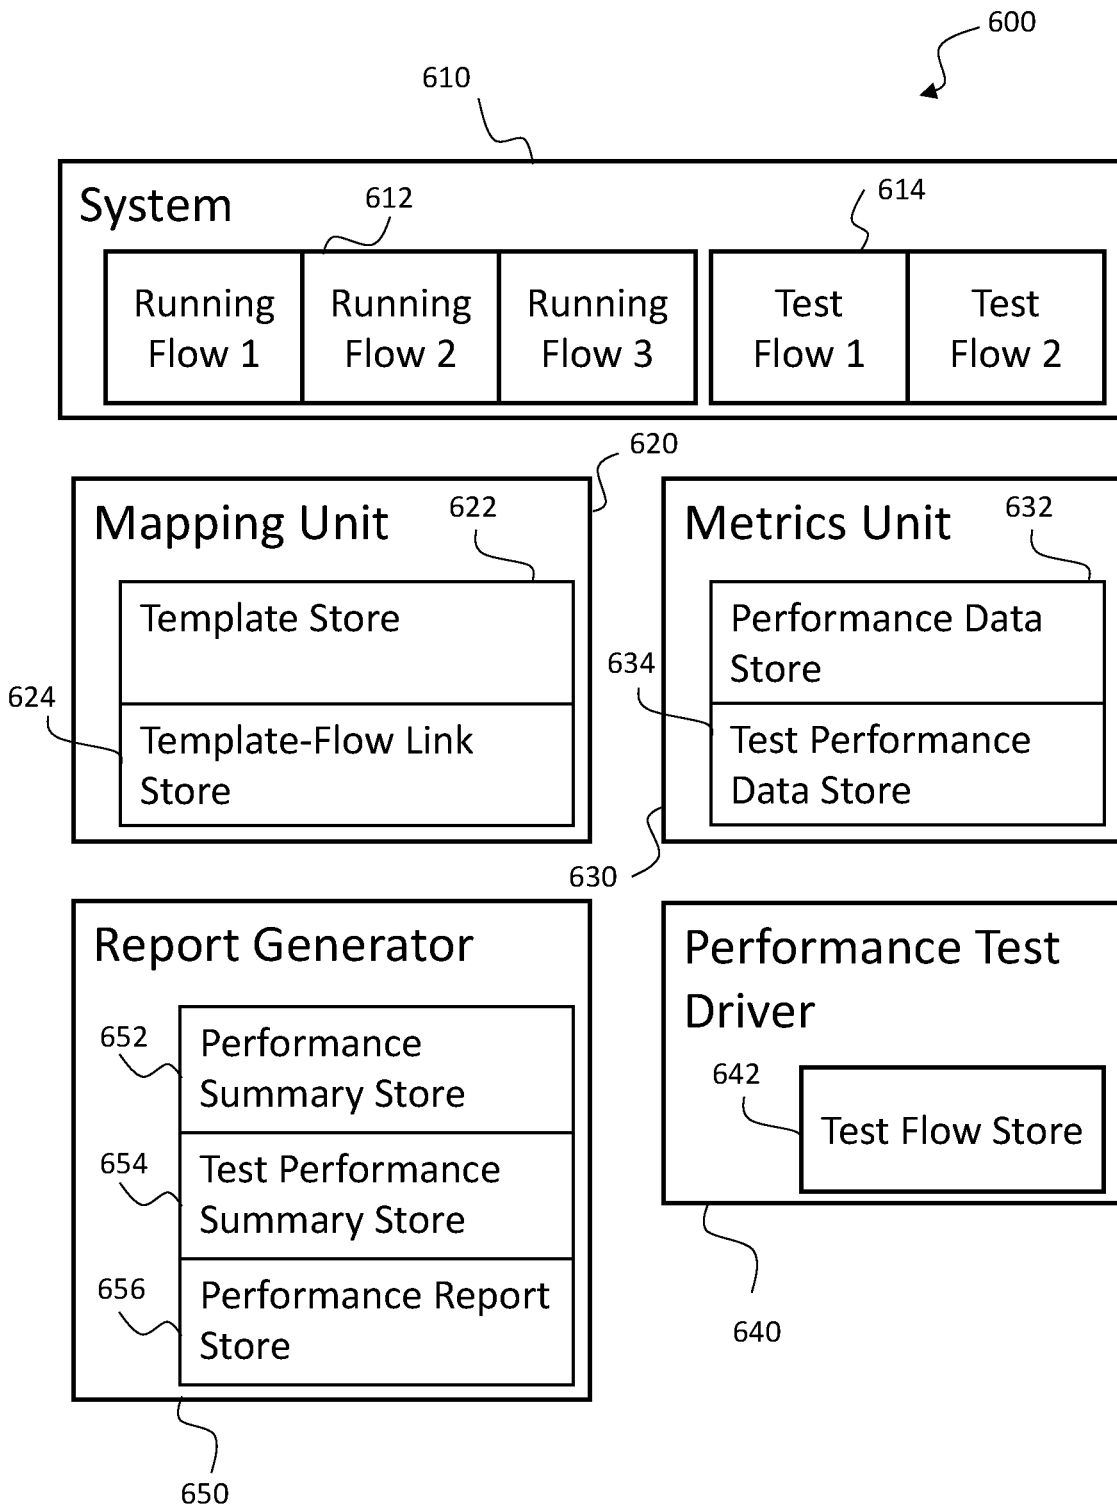 600
610
System
612
614
Running
Flow 1
Running
Flow 2
Running
Flow 3
Test
Flow 1
Test
Flow 2
620
Mapping Unit
622
Template Store
624
Template-Flow Link
Store
Metrics Unit
632
Performance Data
Store
634
Test Performance
Data Store
630
Report Generator
652
Performance
Summary Store
654
Test Performance
Summary Store
656
Performance Report
Store
650
Performance Test
Driver
642
Test Flow Store
640